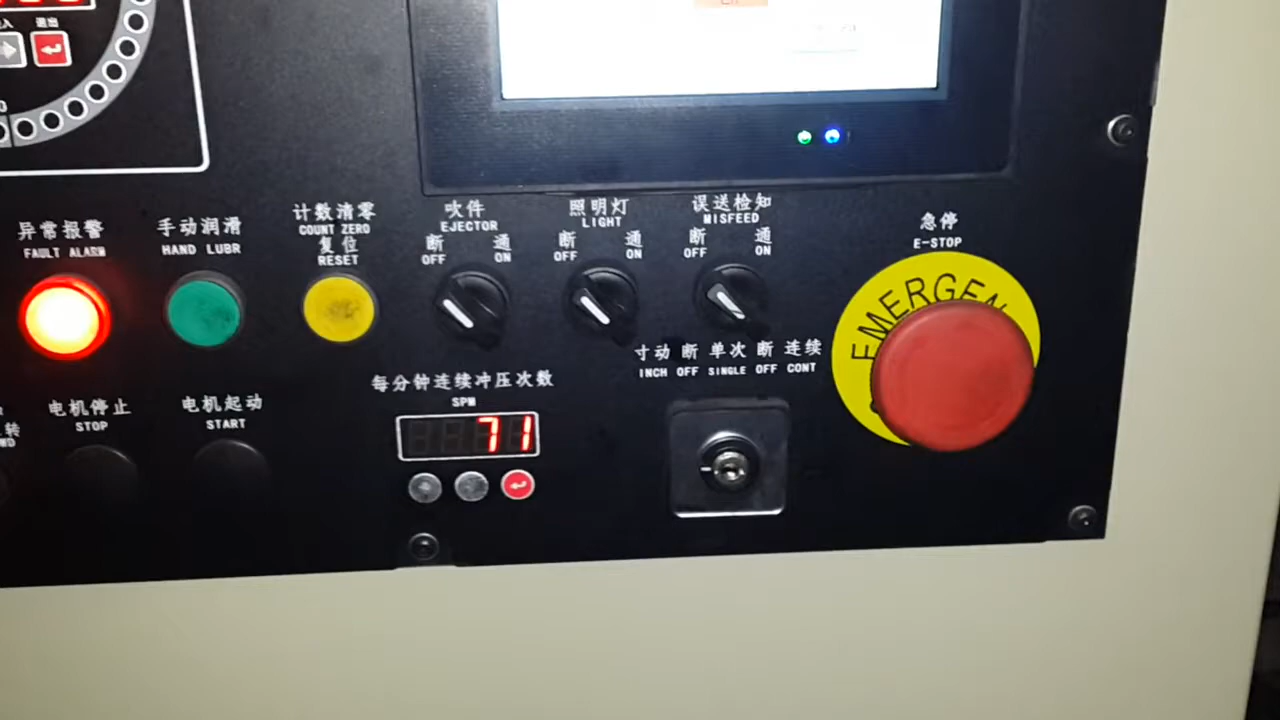 退出
异常报警
FAULT ALARM
手动润滑
HAND LUBR
计数清零
COUNT ZERO
复位
RESET
吹件
EJECTOR
断 通
OFF ON
照明灯
LIGHT
断 通
OFF ON
误送检知
MISFEED
断 通
OFF ON
急停
E-STOP
EMERGEN
寸动 断 单次 断 连续
INCH OFF SINGLE OFF CONT
每分钟连续冲压次数
SPM
71
电机停止
STOP
电机起动
START